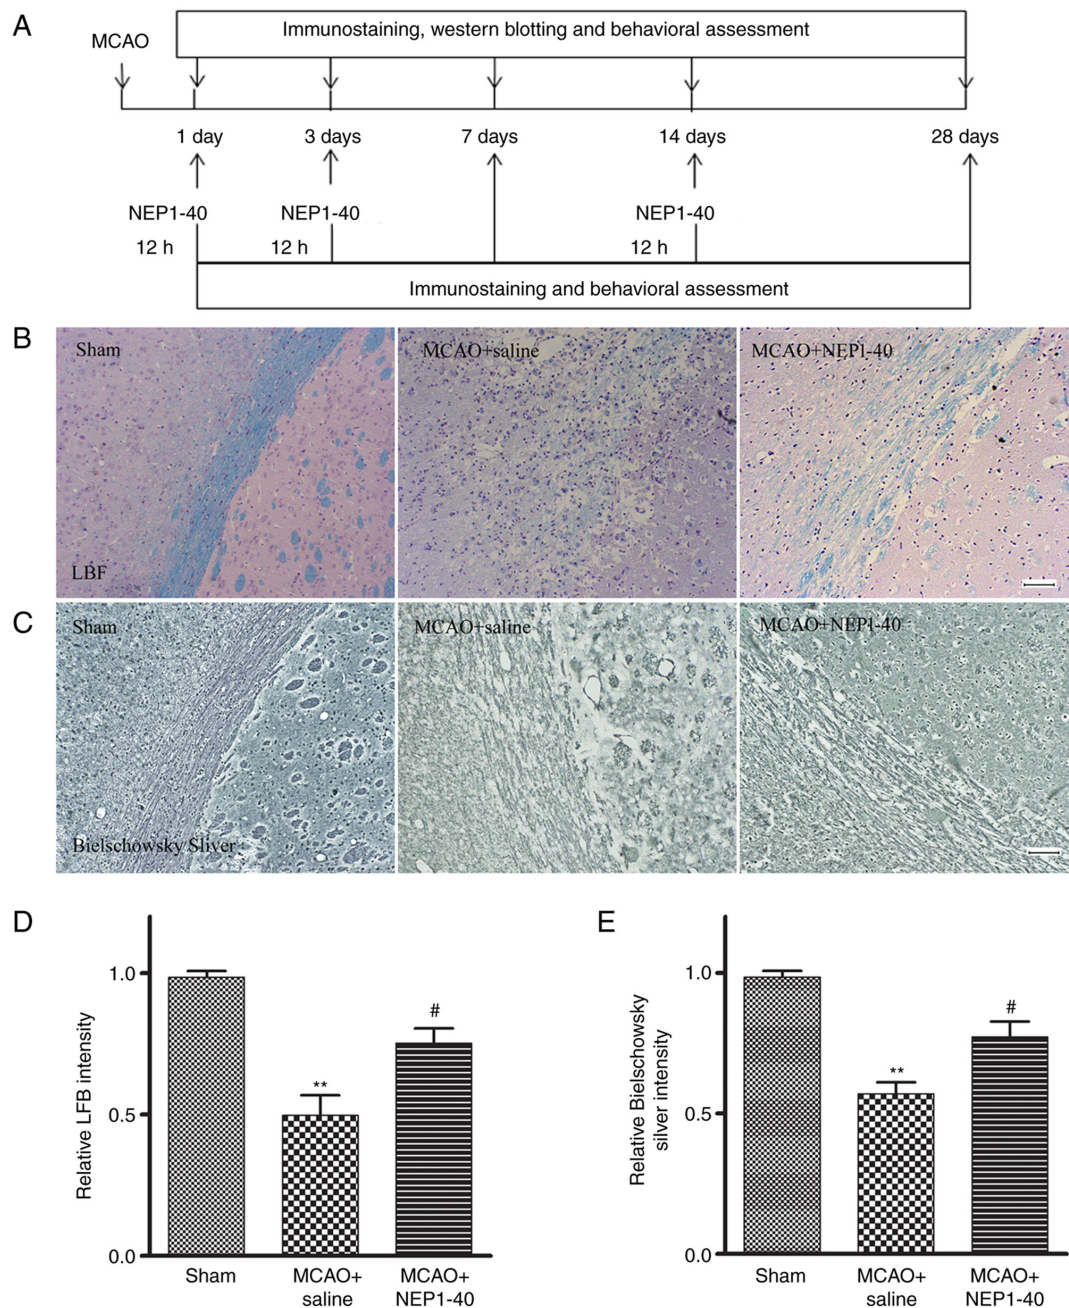 A
Immunostaining, western blotting and behavioral assessment
MCAO
1 day
3 days
7 days
14 days
28 days
NEP1-40
NEP1-40
NEP1-40
12 h
12 h
12 h
Immunostaining and behavioral assessment
B
Sham
MCAO+saline
MCAO+NEP1-40
LBF
C
Sham
MCAO+saline
MCAO+NEP1-40
Bielschowsky Sliver
D
Relative LFB intensity
1.0
0.5
0.0
**
#
Sham
MCAO+
saline
MCAO+
NEP1-40
E
Relative Bielschowsky
silver intensity
1.0
0.5
0.0
**
#
Sham
MCAO+
saline
MCAO+
NEP1-40